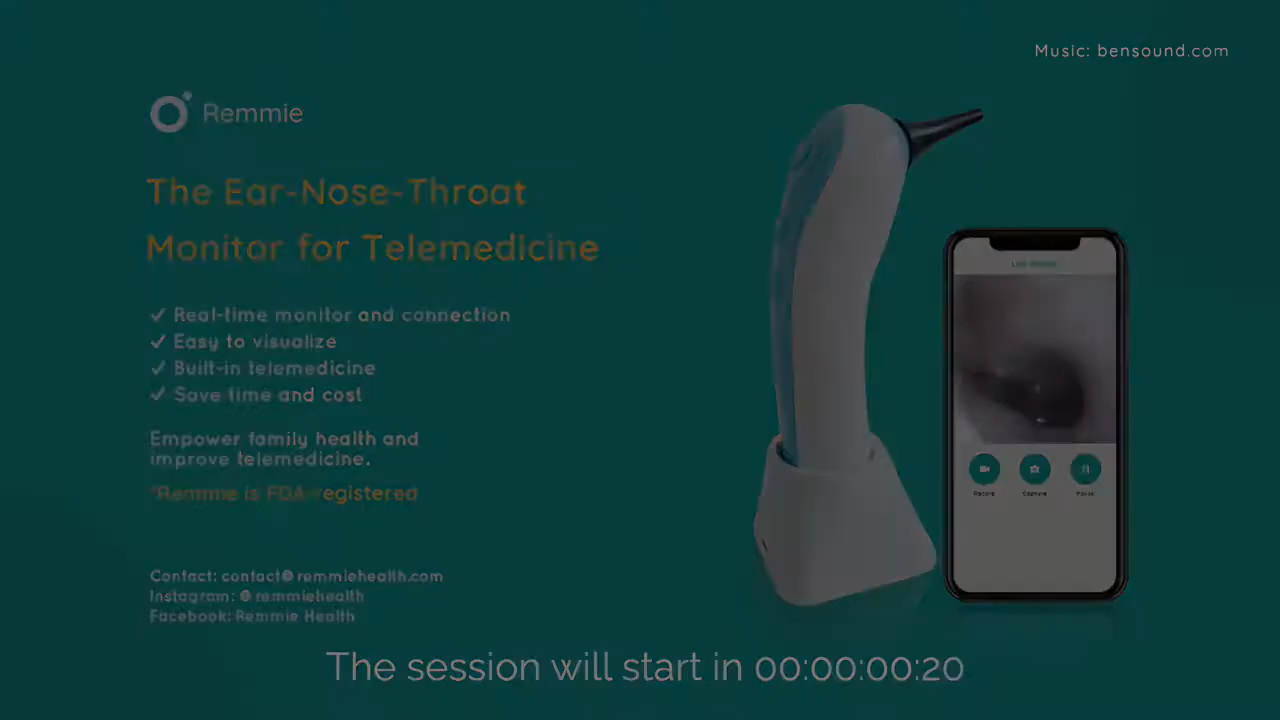 Music: bensound.com
Remmie
The Ear-Nose-Throat
Monitor for Telemedicine
✓ Real-time monitor and connection
✓ Easy to visualize
✓ Built-in telemedicine
✓ Save time and cost
Empower family health and
improve telemedicine.
*Remmie is FDA-registered
Contact: contact@remmiehealth.com
Instagram: @remmiehealth
Facebook: Remmie Health
Record Capture
The session will start in 00:00:00:20